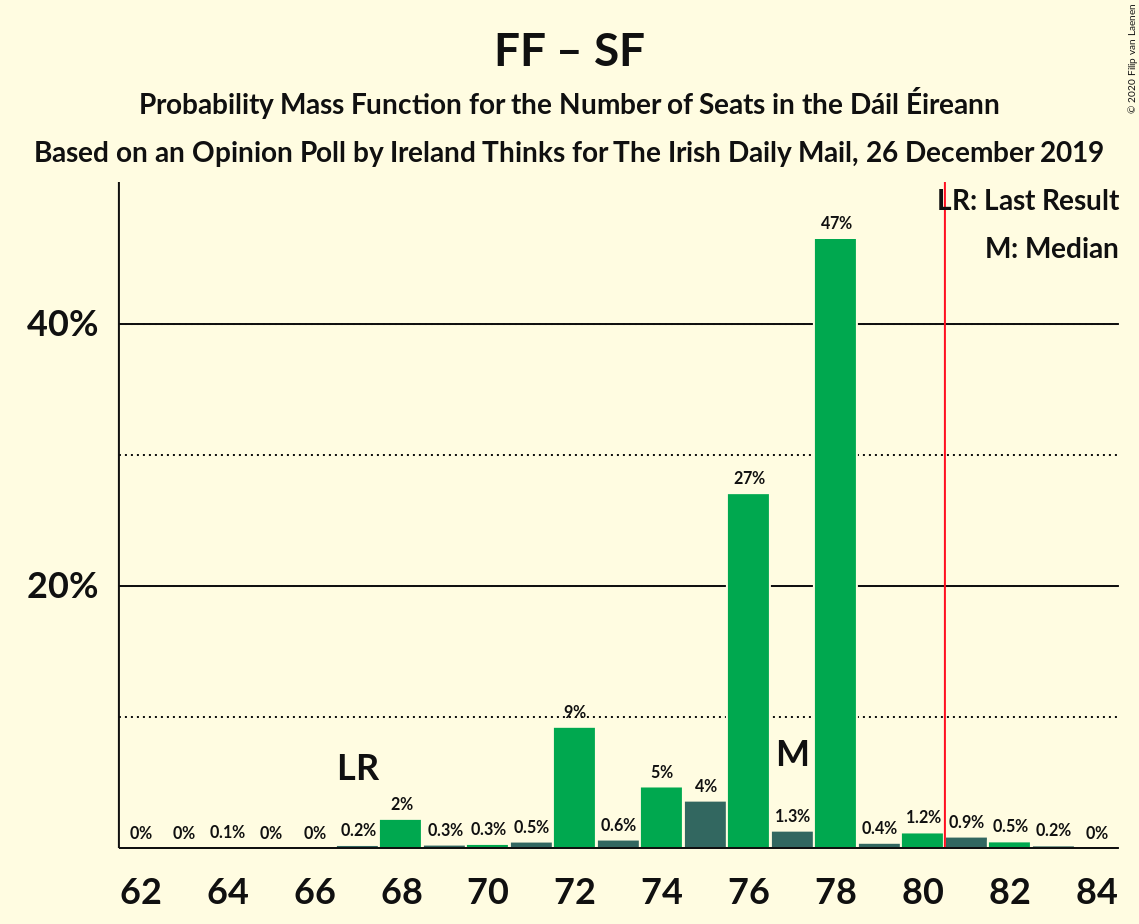 FF – SF
Probability Mass Function for the Number of Seats in the Dáil Éireann
Based on an Opinion Poll by Ireland Thinks for The Irish Daily Mail, 26 December 2019
© 2020 Filip van Laenen
LR: Last Result
M: Median
40%
20%
LR
M
0% 0% 0.1% 0% 0% 0.2% 2% 0.3% 0.3% 0.5% 9% 0.6% 5% 4% 27% 1.3% 47% 0.4% 1.2% 0.9% 0.5% 0.2% 0%
62 64 66 68 70 72 74 76 78 80 82 84